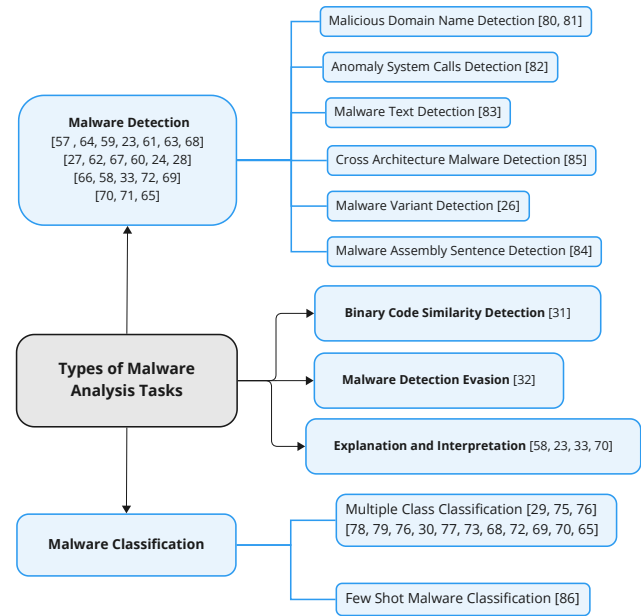 Malicious Domain Name Detection [80, 81]
Anomaly System Calls Detection [82]
Malware Text Detection [83]
Cross Architecture Malware Detection [85]
Malware Variant Detection [26]
Malware Assembly Sentence Detection [84]
Malware Detection
[57 , 64, 59, 23, 61, 63, 68]
[27, 62, 67, 60, 24, 28]
[66, 58, 33, 72, 69]
[70, 71, 65]
Types of Malware
Analysis Tasks
Binary Code Similarity Detection [31]
Malware Detection Evasion [32]
Explanation and Interpretation [58, 23, 33, 70]
Malware Classification
Multiple Class Classification [29, 75, 76]
[78, 79, 76, 30, 77, 73, 68, 72, 69, 70, 65]
Few Shot Malware Classification [86]